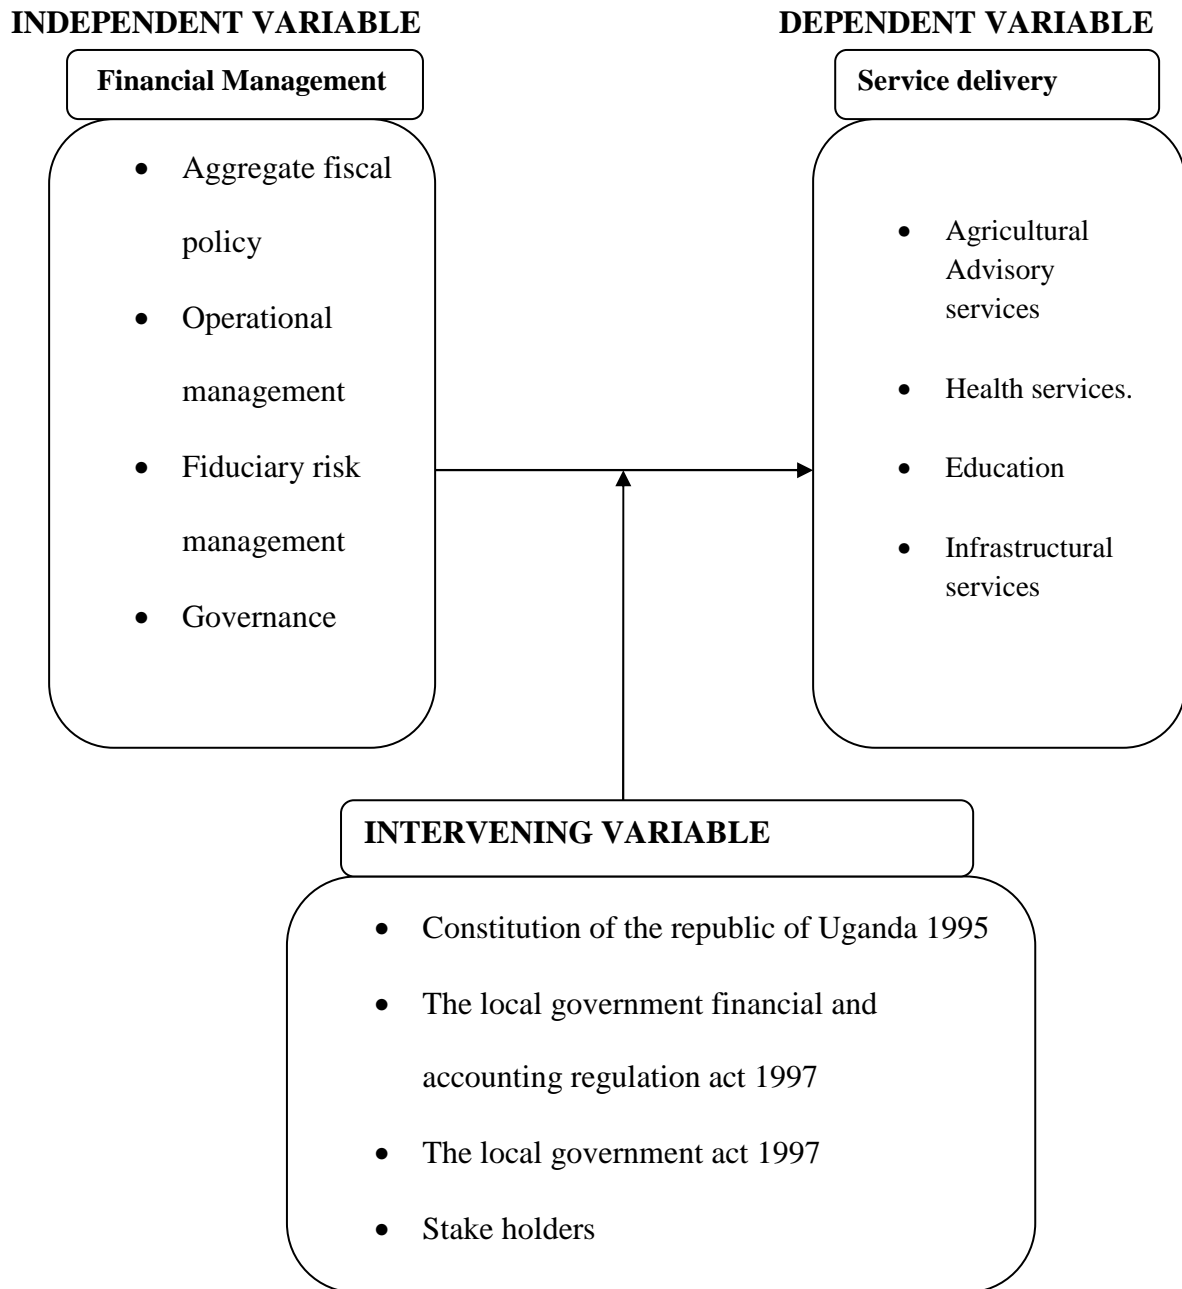 INDEPENDENT VARIABLE
Financial Management
• Aggregate fiscal
policy
• Operational
management
• Fiduciary risk
management
• Governance
DEPENDENT VARIABLE
Service delivery
• Agricultural
Advisory
services
• Health services.
• Education
• Infrastructural
services
INTERVENING VARIABLE
• Constitution of the republic of Uganda 1995
• The local government financial and
accounting regulation act 1997
• The local government act 1997
• Stake holders